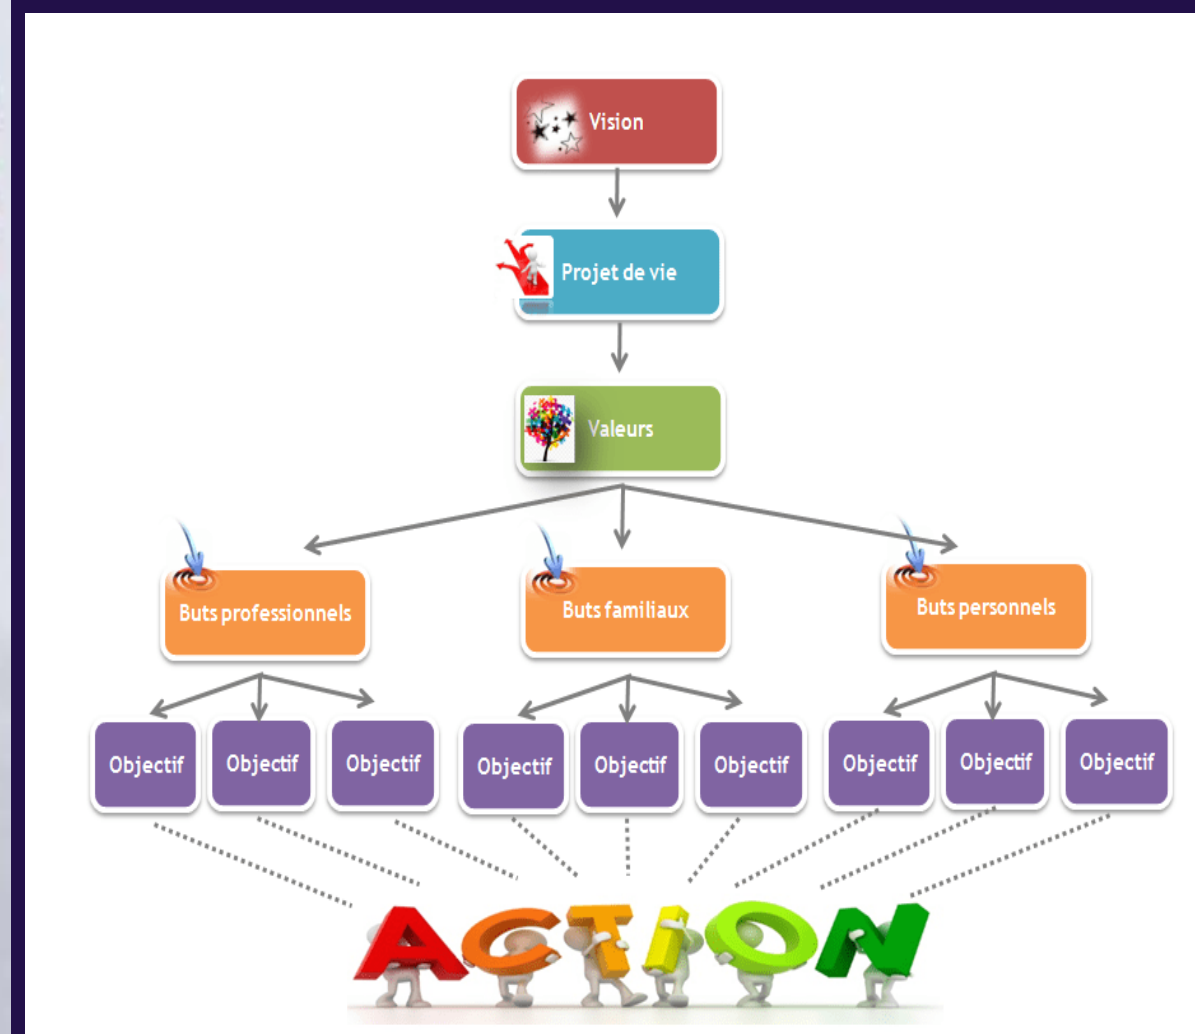 Vision
Projet de vie
Valeurs
Buts professionnels
Buts familiaux
Buts personnels
Objectif
Objectif
Objectif
Objectif
Objectif
Objectif
Objectif
Objectif
Objectif
ACTION